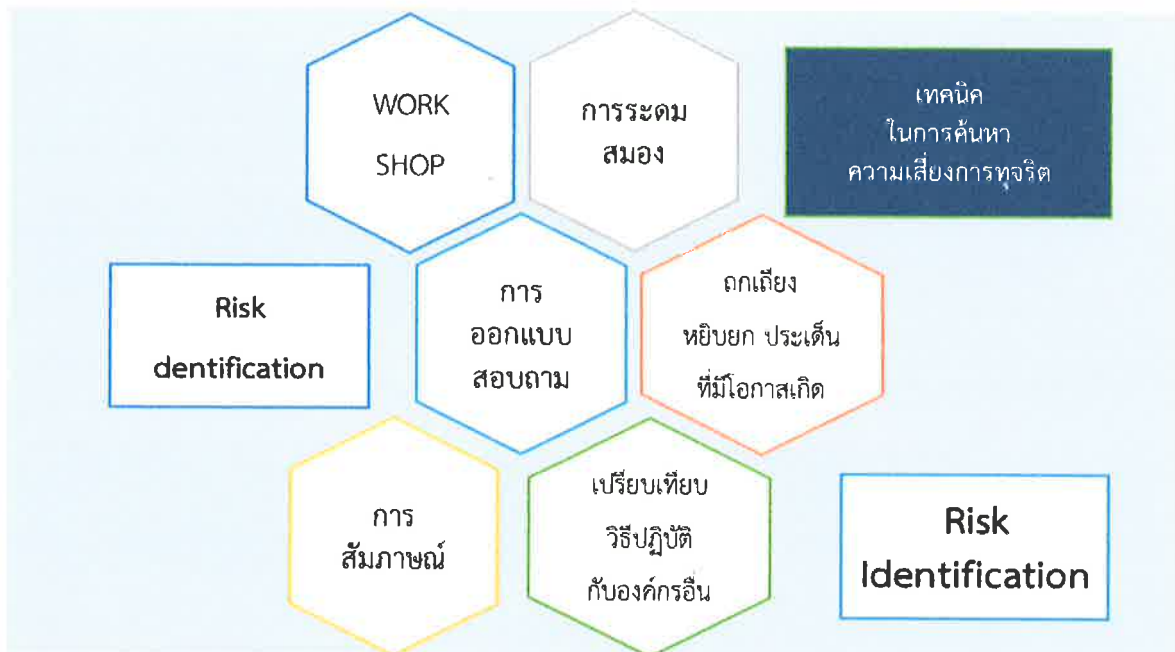 WORK
SHOP
การระดม
สมอง
เทคนิค
ในการค้นหา
ความเสี่ยงการทุจริต
Risk
dentification
การ
ออกแบบ
สอบถาม
ถกเถียง
หยิบยก ประเด็น
ที่มีโอกาสเกิด
การ
สัมภาษณ์
เปรียบเทียบ
วิธีปฏิบัติ
กับองค์กรอื่น
Risk
Identification